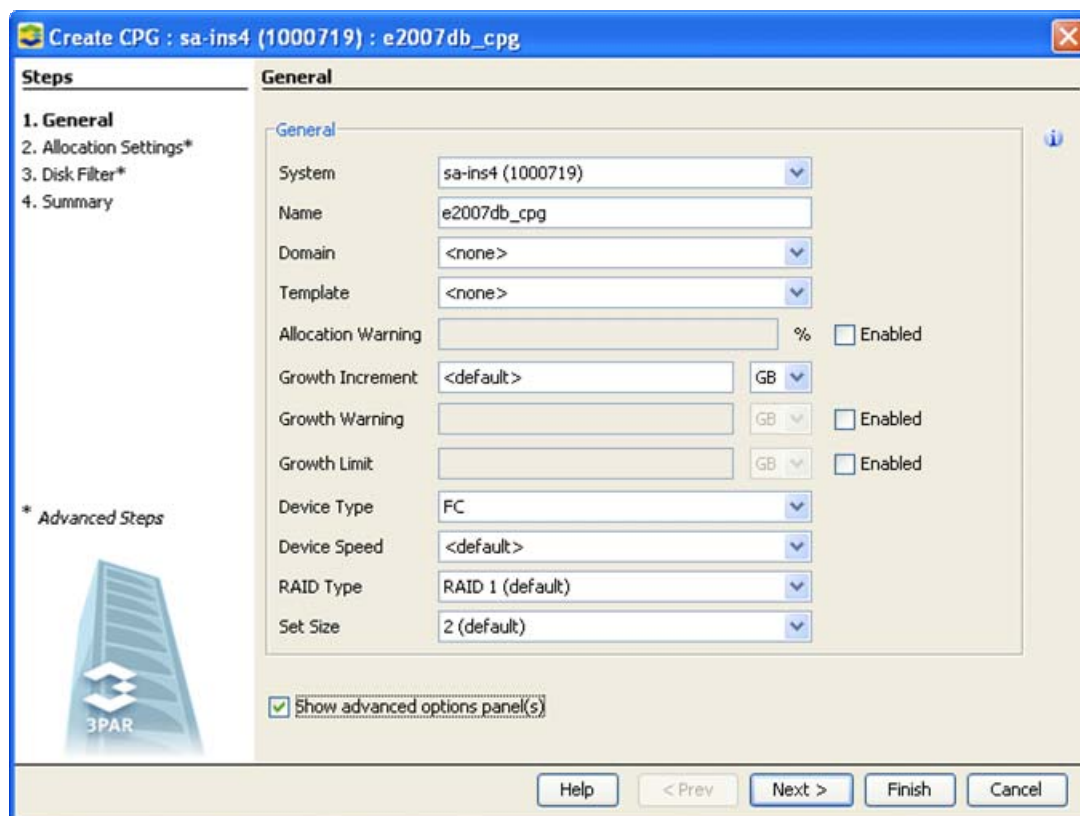 Create CPG : sa-ins4 (1000719) : e2007db_cpg
Steps
1. General
2. Allocation Settings*
3. Disk Filter*
4. Summary
* Advanced Steps
3PAR
General
General
System sa-ins4 (1000719)
Name e2007db_cpg
Domain <none>
Template <none>
Allocation Warning % Enabled
Growth Increment <default> GB
Growth Warning GB Enabled
Growth Limit GB Enabled
Device Type FC
Device Speed <default>
RAID Type RAID 1 (default)
Set Size 2 (default)
Show advanced options panel(s)
Help < Prev Next > Finish Cancel